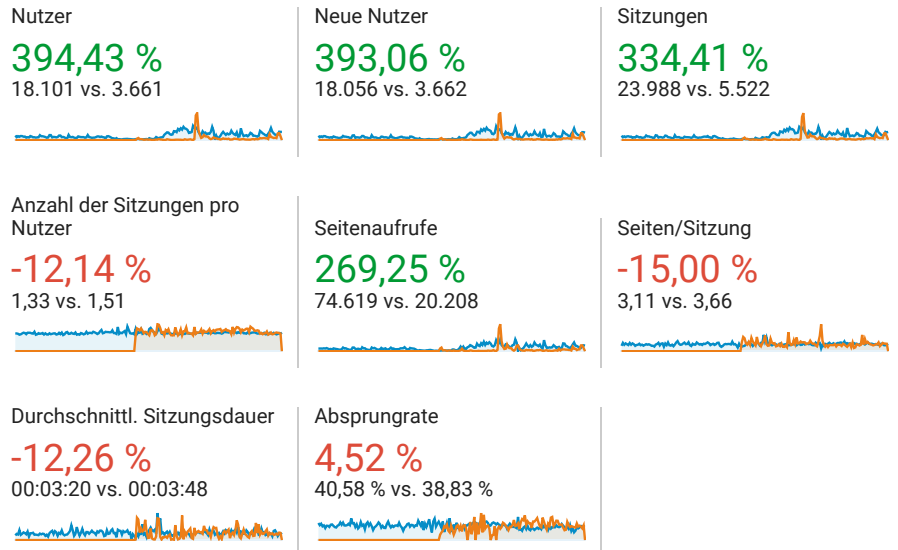 Nutzer
394,43 %
18.101 vs. 3.661
Neue Nutzer
393,06 %
18.056 vs. 3.662
Sitzungen
334,41 %
23.988 vs. 5.522
Anzahl der Sitzungen pro
Nutzer
-12,14 %
1,33 vs. 1,51
Seitenaufrufe
269,25 %
74.619 vs. 20.208
Seiten/Sitzung
-15,00 %
3,11 vs. 3,66
Durchschnittl. Sitzungsdauer
-12,26 %
00:03:20 vs. 00:03:48
Absprungrate
4,52 %
40,58 % vs. 38,83 %